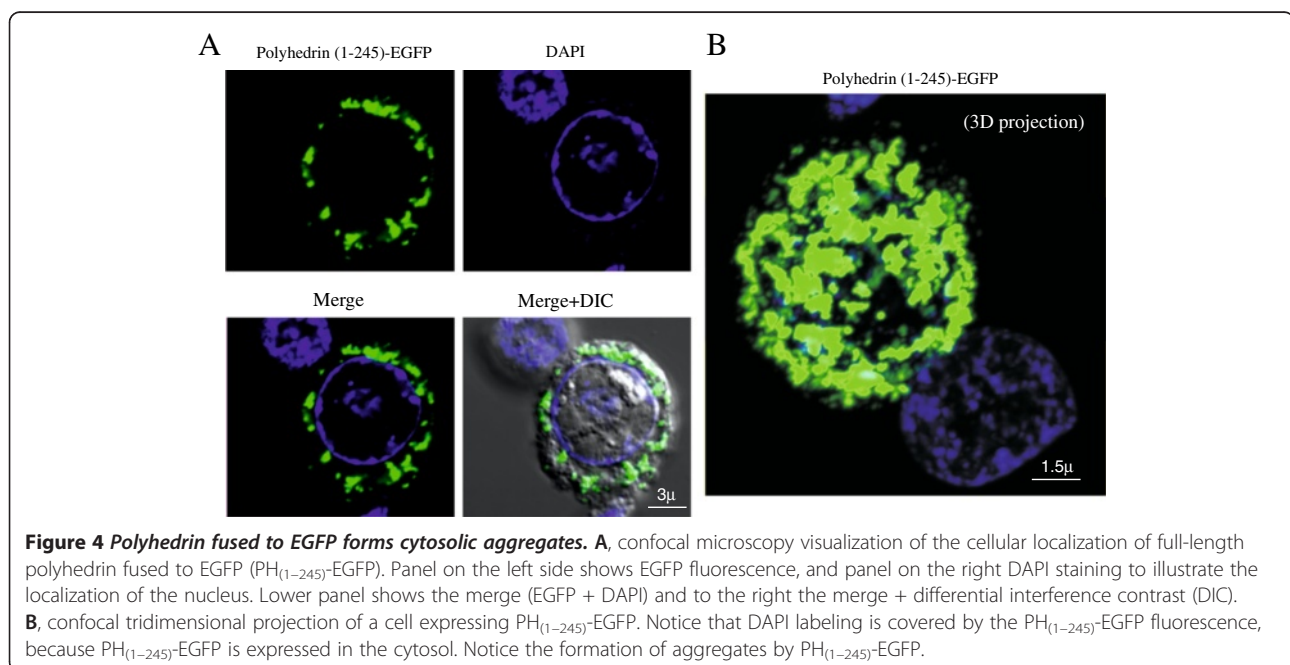 A
Polyhedrin (1-245)-EGFP
DAPI
Merge
Merge+DIC
3μ
B
Polyhedrin (1-245)-EGFP
(3D projection)
1.5μ
Figure 4 Polyhedrin fused to EGFP forms cytosolic aggregates. A, confocal microscopy visualization of the cellular localization of full-length
polyhedrin fused to EGFP (PH(1–245)-EGFP). Panel on the left side shows EGFP fluorescence, and panel on the right DAPI staining to illustrate the
localization of the nucleus. Lower panel shows the merge (EGFP + DAPI) and to the right the merge + differential interference contrast (DIC).
B, confocal tridimensional projection of a cell expressing PH(1–245)-EGFP. Notice that DAPI labeling is covered by the PH(1–245)-EGFP fluorescence,
because PH(1–245)-EGFP is expressed in the cytosol. Notice the formation of aggregates by PH(1–245)-EGFP.